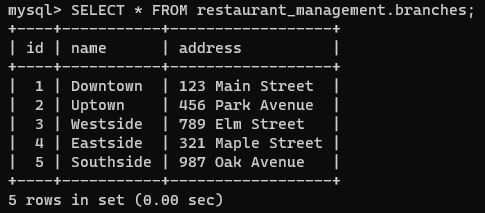 mysql> SELECT * FROM restaurant_management.branches;
+----+-----------+------------------+
| id | name      | address          |
+----+-----------+------------------+
|  1 | Downtown  | 123 Main Street  |
|  2 | Uptown    | 456 Park Avenue  |
|  3 | Westside  | 789 Elm Street   |
|  4 | Eastside  | 321 Maple Street |
|  5 | Southside | 987 Oak Avenue   |
+----+-----------+------------------+
5 rows in set (0.00 sec)